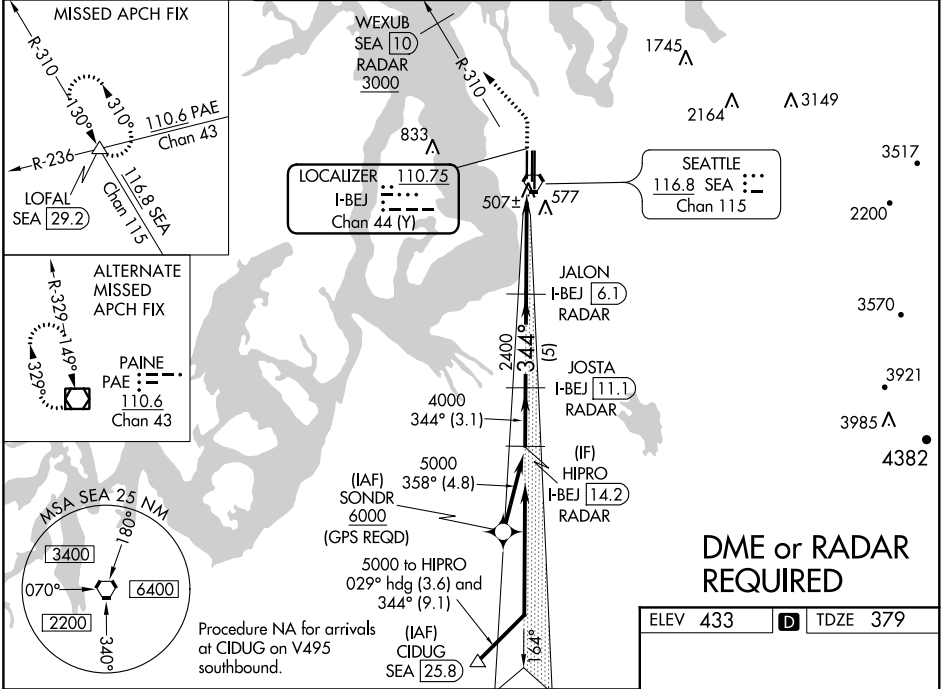 MISSED APCH FIX
R-310
130°
310°
110.6 PAE
Chan 43
R-236
LOFAL
SEA 29.2
116.8 SEA
Chan 115
ALTERNATE
MISSED
APCH FIX
R-329
149°
329°
PAINE
PAE
110.6
Chan 43
MSA SEA 25 NM
180°
3400
070°
6400
2200
340°
Procedure NA for arrivals
at CIDUG on V495
southbound.
WEXUB
SEA 10
RADAR
3000
R-310
833
LOCALIZER 110.75
I-BEJ
Chan 44 (Y)
507±
577
SEATTLE
116.8 SEA
Chan 115
1745
2164
3149
3517
2200
3570
3921
3985
4382
JALON
I-BEJ 6.1
RADAR
2400
344°
(5)
JOSTA
I-BEJ 11.1
RADAR
4000
344° (3.1)
(IF)
HIPRO
I-BEJ 14.2
RADAR
5000
358° (4.8)
(IAF)
SONDR
6000
(GPS REQD)
5000 to HIPRO
029° hdg (3.6) and
344° (9.1)
(IAF)
CIDUG
SEA 25.8
164°
DME or RADAR
REQUIRED
ELEV 433 D TDZE 379